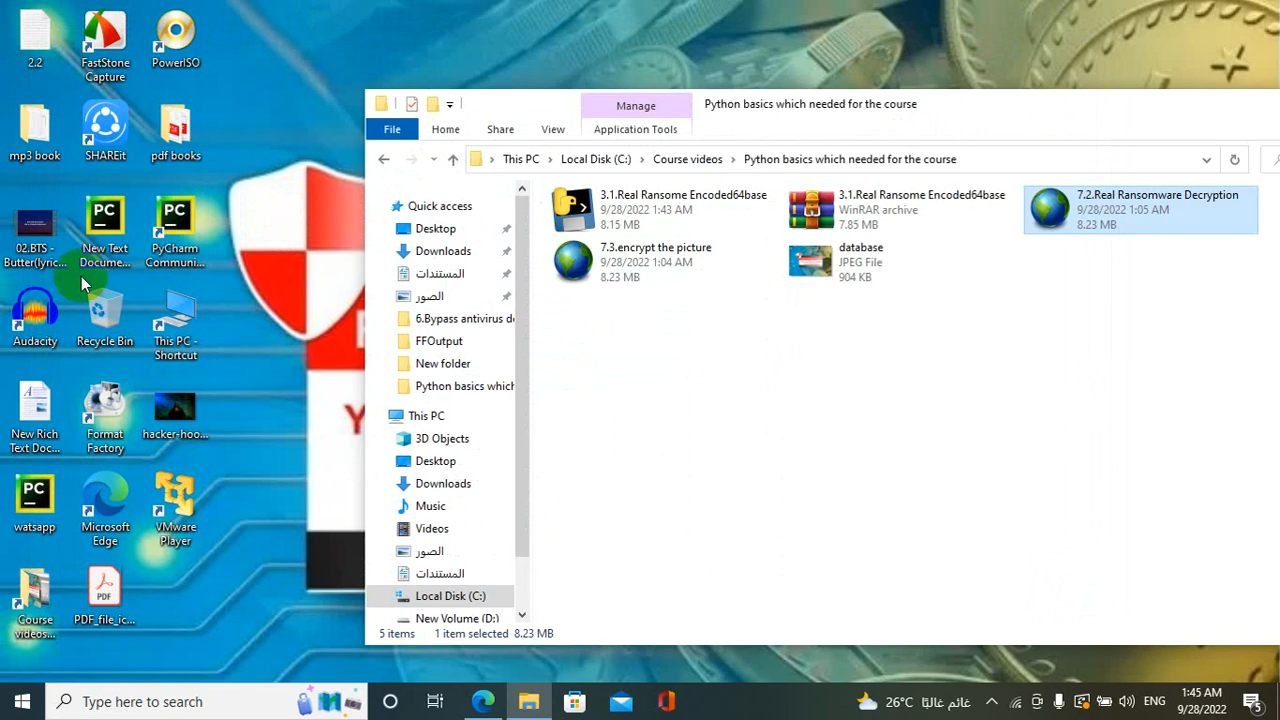 2.2
FastStone
Capture
PowerISO
mp3 book
SHAREit
pdf books
02.BTS -
Butter(lyric...
New Text
Docume...
PyCharm
Communi...
Audacity
Recycle Bin
This PC -
Shortcut
New Rich
Text Doc...
Format
Factory
hacker-hoo...
watsapp
Microsoft
Edge
VMware
Player
Course
videos...
PDF_file_ic...
Manage
Python basics which needed for the course
File
Home
Share
View
Application Tools
This PC > Local Disk (C:) > Course videos > Python basics which needed for the course
Quick access
Desktop
Downloads
المستندات
الصور
6.Bypass antivirus de
FFOutput
New folder
Python basics which
This PC
3D Objects
Desktop
Downloads
Music
Videos
الصور
المستندات
Local Disk (C:)
New Volume (D:)
3.1.Real Ransome Encoded64base
9/28/2022 1:43 AM
8.15 MB
3.1.Real Ransome Encoded64base
WinRAR archive
7.85 MB
7.2.Real Ransomware Decryption
9/28/2022 1:05 AM
8.23 MB
7.3.encrypt the picture
9/28/2022 1:04 AM
8.23 MB
database
JPEG File
904 KB
5 items
1 item selected 8.23 MB
Type here to search
26°C غائم غالبًا
ENG
1:45 AM
9/28/2022
5